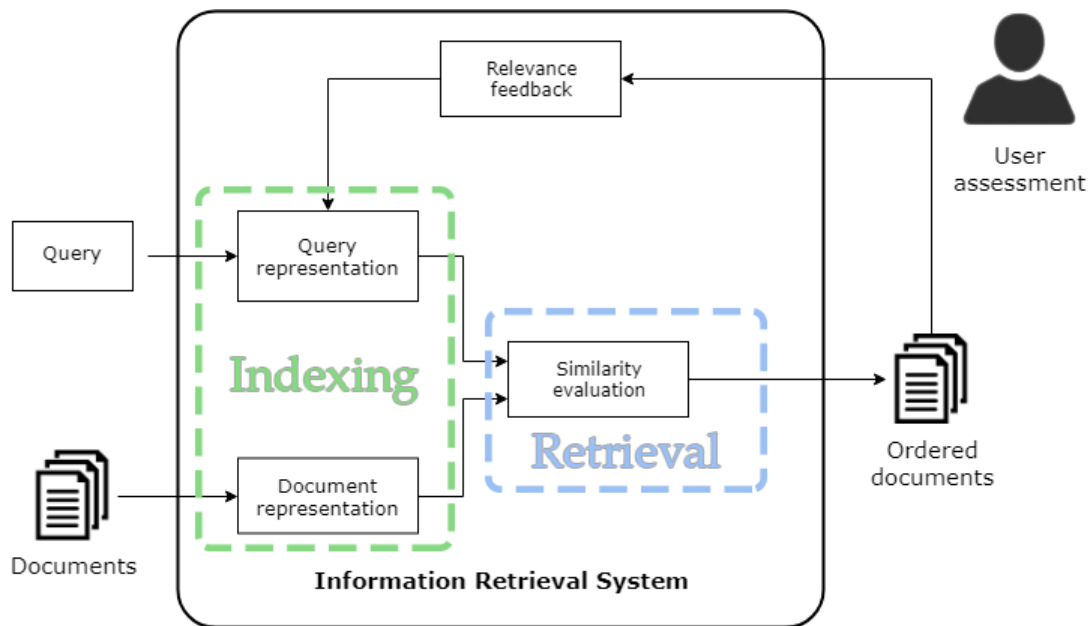 Relevance
feedback
User
assessment
Query
Query
representation
Indexing
Similarity
evaluation
Retrieval
Ordered
documents
Document
representation
Documents
Information Retrieval System